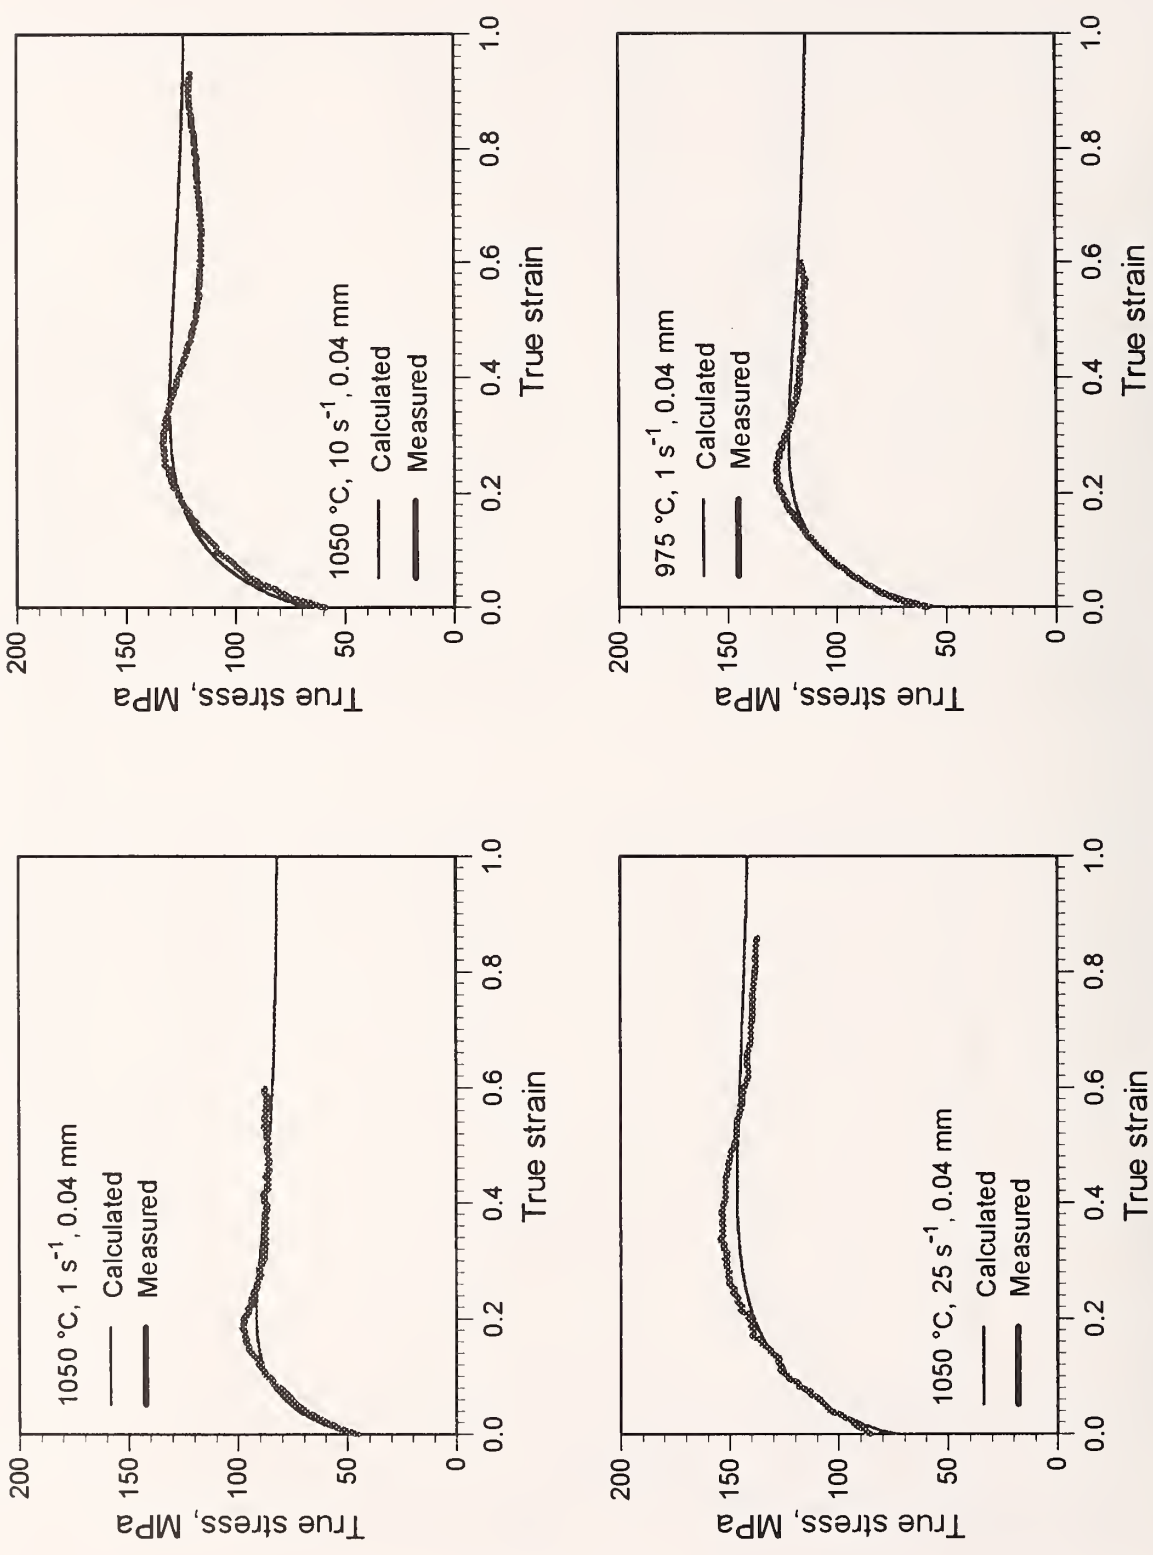 200
150
100
50
0
True stress, MPa
1050 °C, 1 s⁻¹, 0.04 mm
Calculated
Measured
0.0 0.2 0.4 0.6 0.8 1.0
True strain
200
150
100
50
0
True stress, MPa
1050 °C, 10 s⁻¹, 0.04 mm
Calculated
Measured
0.0 0.2 0.4 0.6 0.8 1.0
True strain
200
150
100
50
0
True stress, MPa
1050 °C, 25 s⁻¹, 0.04 mm
Calculated
Measured
0.0 0.2 0.4 0.6 0.8 1.0
True strain
200
150
100
50
0
True stress, MPa
975 °C, 1 s⁻¹, 0.04 mm
Calculated
Measured
0.0 0.2 0.4 0.6 0.8 1.0
True strain